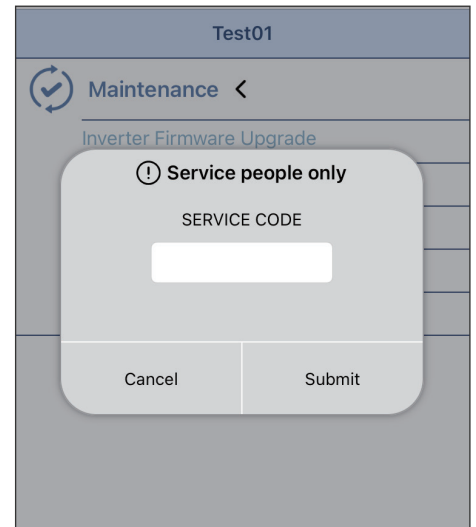 Test01
Maintenance <
Inverter Firmware Upgrade
! Service people only
SERVICE CODE
Cancel Submit